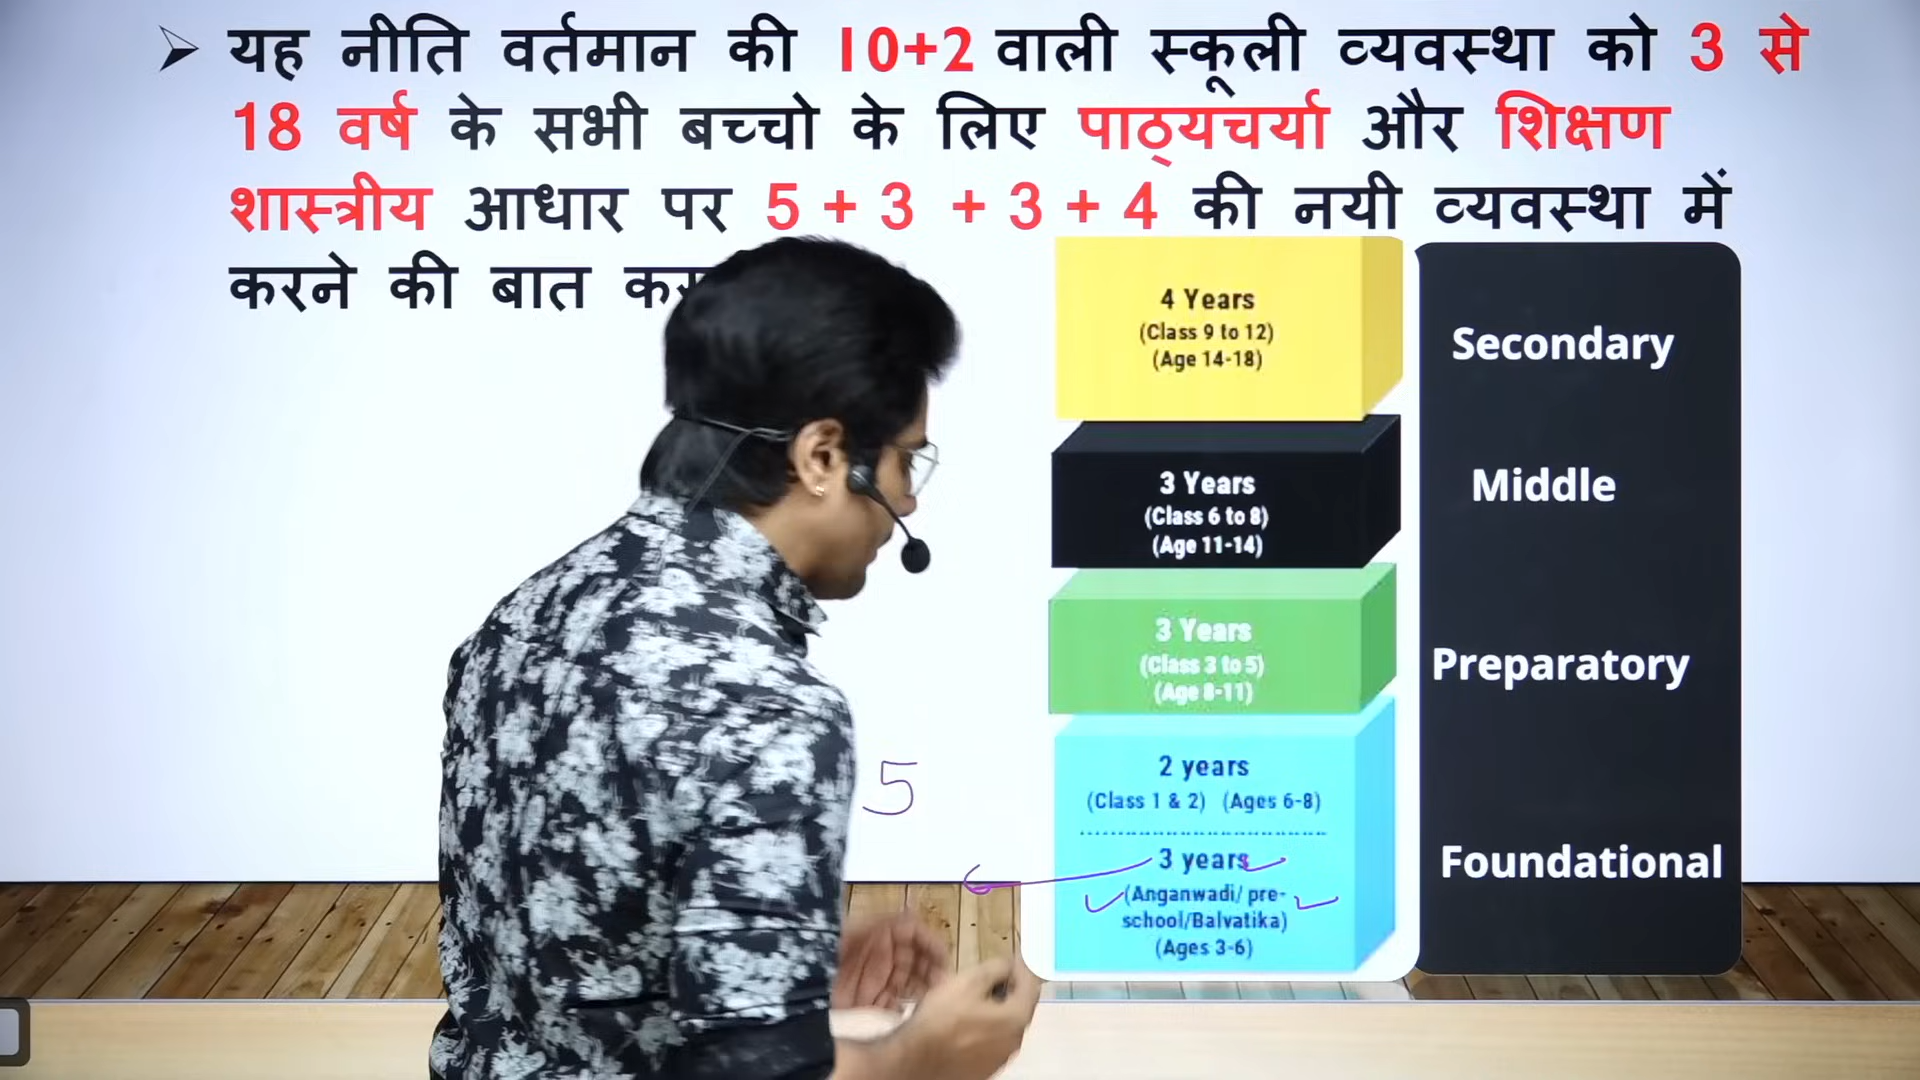 ➤ यह नीति वर्तमान की 10+2 वाली स्कूली व्यवस्था को 3 से
18 वर्ष के सभी बच्चो के लिए पाठ्यचर्या और शिक्षण
शास्त्रीय आधार पर 5 + 3 + 3 + 4 की नयी व्यवस्था में
करने की बात
4 Years
(Class 9 to 12)
(Age 14-18)
Secondary
3 Years
(Class 6 to 8)
(Age 11-14)
Middle
3 Years
(Class 3 to 5)
(Age 8-11)
Preparatory
2 years
(Class 1 & 2) (Ages 6-8)
5
3 years
(Anganwadi/ pre-
school/Balvatika)
(Ages 3-6)
Foundational